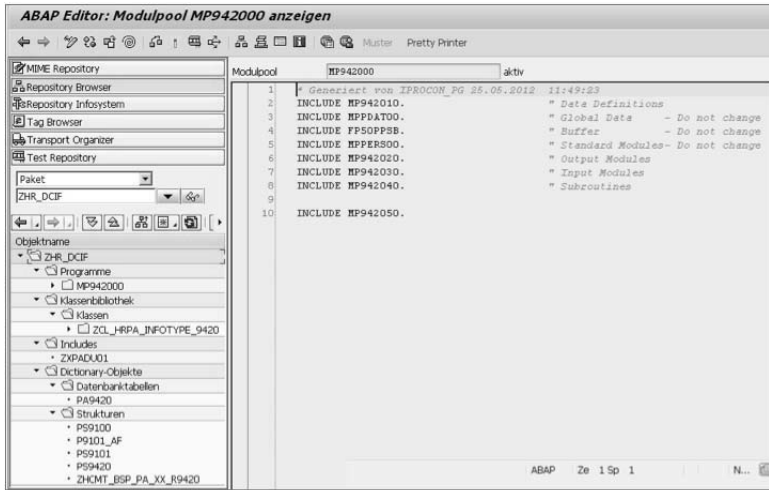 ABAP Editor: Modulpool MP942000 anzeigen
Muster Pretty Printer
MIME Repository
Repository Browser
Repository Infosystem
Tag Browser
Transport Organizer
Test Repository
Paket
ZHR_DCIF
Objektname
ZHR_DCIF
Programme
MP942000
Klassenbibliothek
Klassen
ZCL_HRPA_INFOTYPE_9420
Includes
ZXPADU01
Dictionary-Objekte
Datenbanktabellen
PA9420
Strukturen
PS9100
P9101_AF
PS9101
PS9420
ZHCMT_BSP_PA_XX_R9420
Modulpool MP942000 aktiv
1 * Generiert von IPROCON_PG 25.05.2012 11:49:23
2 INCLUDE MP942010. " Data Definitions
3 INCLUDE MPPDAT00. " Global Data - Do not change
4 INCLUDE FP50PPSB. " Buffer
5 INCLUDE MPPERS00. " Standard Modules- Do not change
6 INCLUDE MP942020. " Output Modules
7 INCLUDE MP942030. " Input Modules
8 INCLUDE MP942040. " Subroutines
9
10 INCLUDE MP942050.
ABAP Ze 1 Sp 1 N...